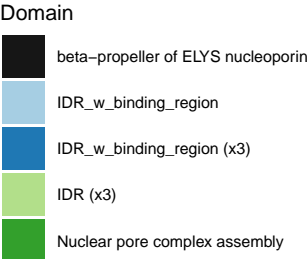 Domain
beta−propeller of ELYS nucleoporin
IDR_w_binding_region
IDR_w_binding_region (x3)
IDR (x3)
Nuclear pore complex assembly